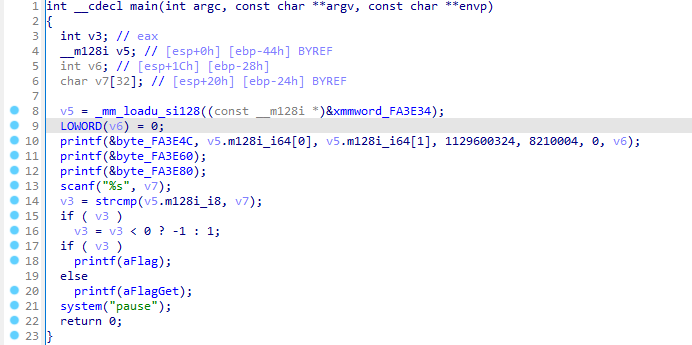 1 int __cdecl main(int argc, const char **argv, const char **envp)
2 {
3 int v3; // eax
4 __m128i v5; // [esp+0h] [ebp-44h] BYREF
5 int v6; // [esp+1Ch] [ebp-28h]
6 char v7[32]; // [esp+20h] [ebp-24h] BYREF
7
8 v5 = _mm_loadu_si128((const __m128i *)&xmmword_FA3E34);
9 LOWORD(v6) = 0;
10 printf(&byte_FA3E4C, v5.m128i_i64[0], v5.m128i_i64[1], 1129600324, 8210004, 0, v6);
11 printf(&byte_FA3E60);
12 printf(&byte_FA3E80);
13 scanf("%s", v7);
14 v3 = strcmp(v5.m128i_i8, v7);
15 if ( v3 )
16 v3 = v3 < 0 ? -1 : 1;
17 if ( v3 )
18 printf(aFlag);
19 else
20 printf(aFlagGet);
21 system("pause");
22 return 0;
23 }